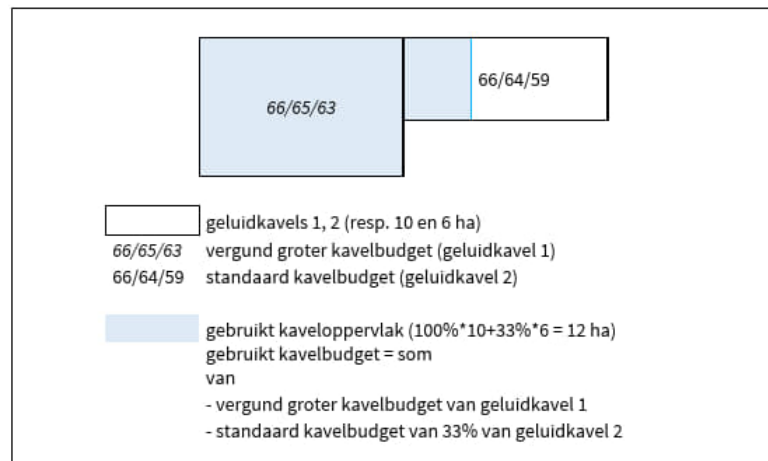 66/65/63
66/64/59
geluidkavels 1, 2 (resp. 10 en 6 ha)
66/65/63 vergund groter kavelbudget (geluidkavel 1)
66/64/59 standaard kavelbudget (geluidkavel 2)
gebruikt kaveloppervlak (100%*10+33%*6 = 12 ha)
gebruikt kavelbudget = som
van
- vergund groter kavelbudget van geluidkavel 1
- standaard kavelbudget van 33% van geluidkavel 2